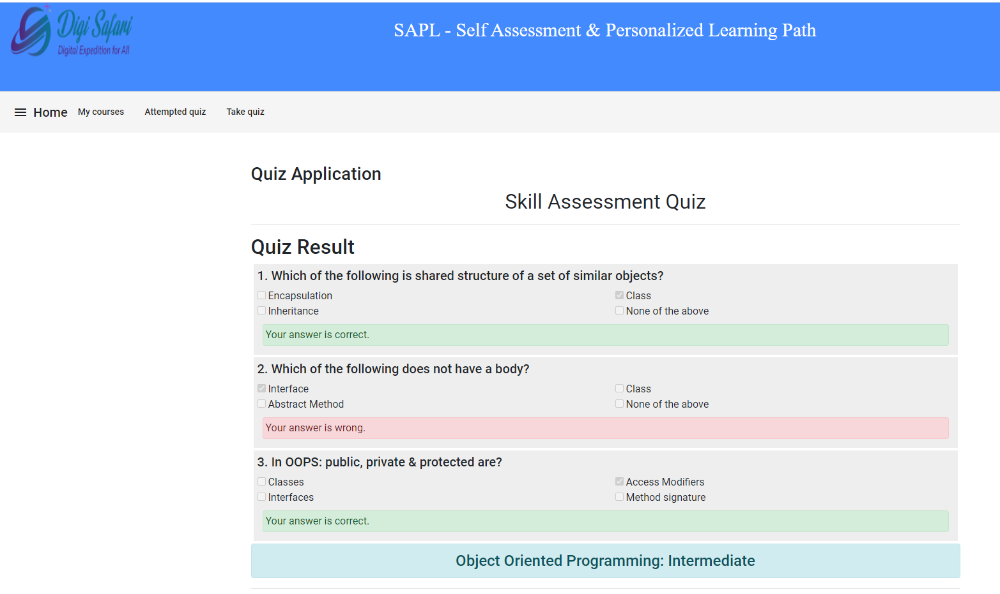 Digi Safari
Digital Expedition for All
SAPL - Self Assessment & Personalized Learning Path
Home My courses Attempted quiz Take quiz
Quiz Application
Skill Assessment Quiz
Quiz Result
1. Which of the following is shared structure of a set of similar objects?
Encapsulation Class
Inheritance None of the above
Your answer is correct.
2. Which of the following does not have a body?
Interface Class
Abstract Method None of the above
Your answer is wrong.
3. In OOPS: public, private & protected are?
Classes Access Modifiers
Interfaces Method signature
Your answer is correct.
Object Oriented Programming: Intermediate